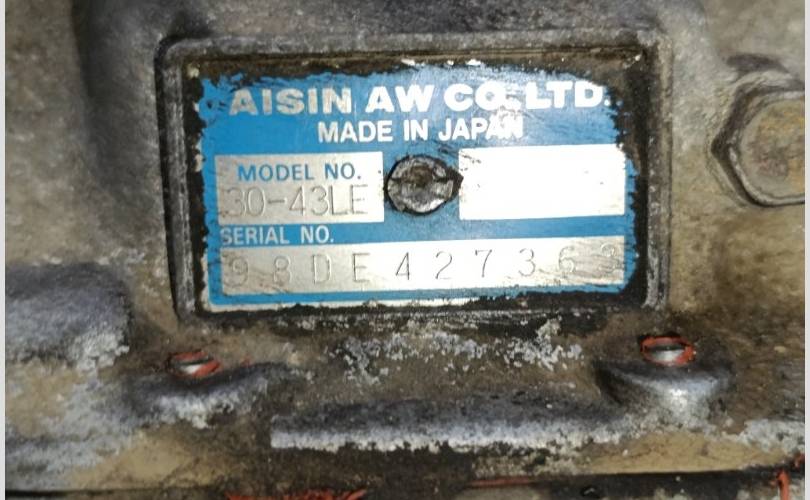 AISIN AW CO., LTD.
MADE IN JAPAN
MODEL NO.
30-43LE
SERIAL NO.
98DE427363